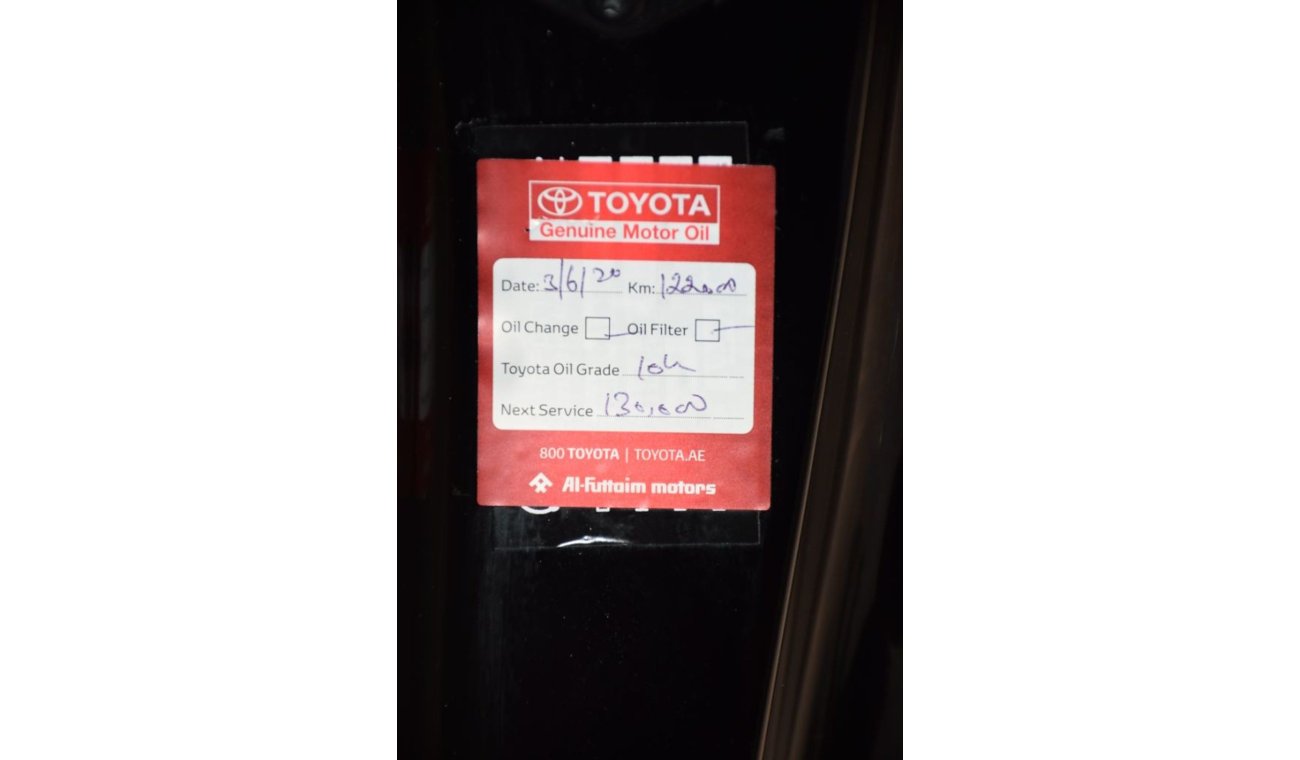 TOYOTA
Genuine Motor Oil
Date: 3/6/20 Km: 122,000
Oil Change Oil Filter
Toyota Oil Grade 10k
Next Service 130,000
800 TOYOTA | TOYOTA.AE
Al-Futtaim motors